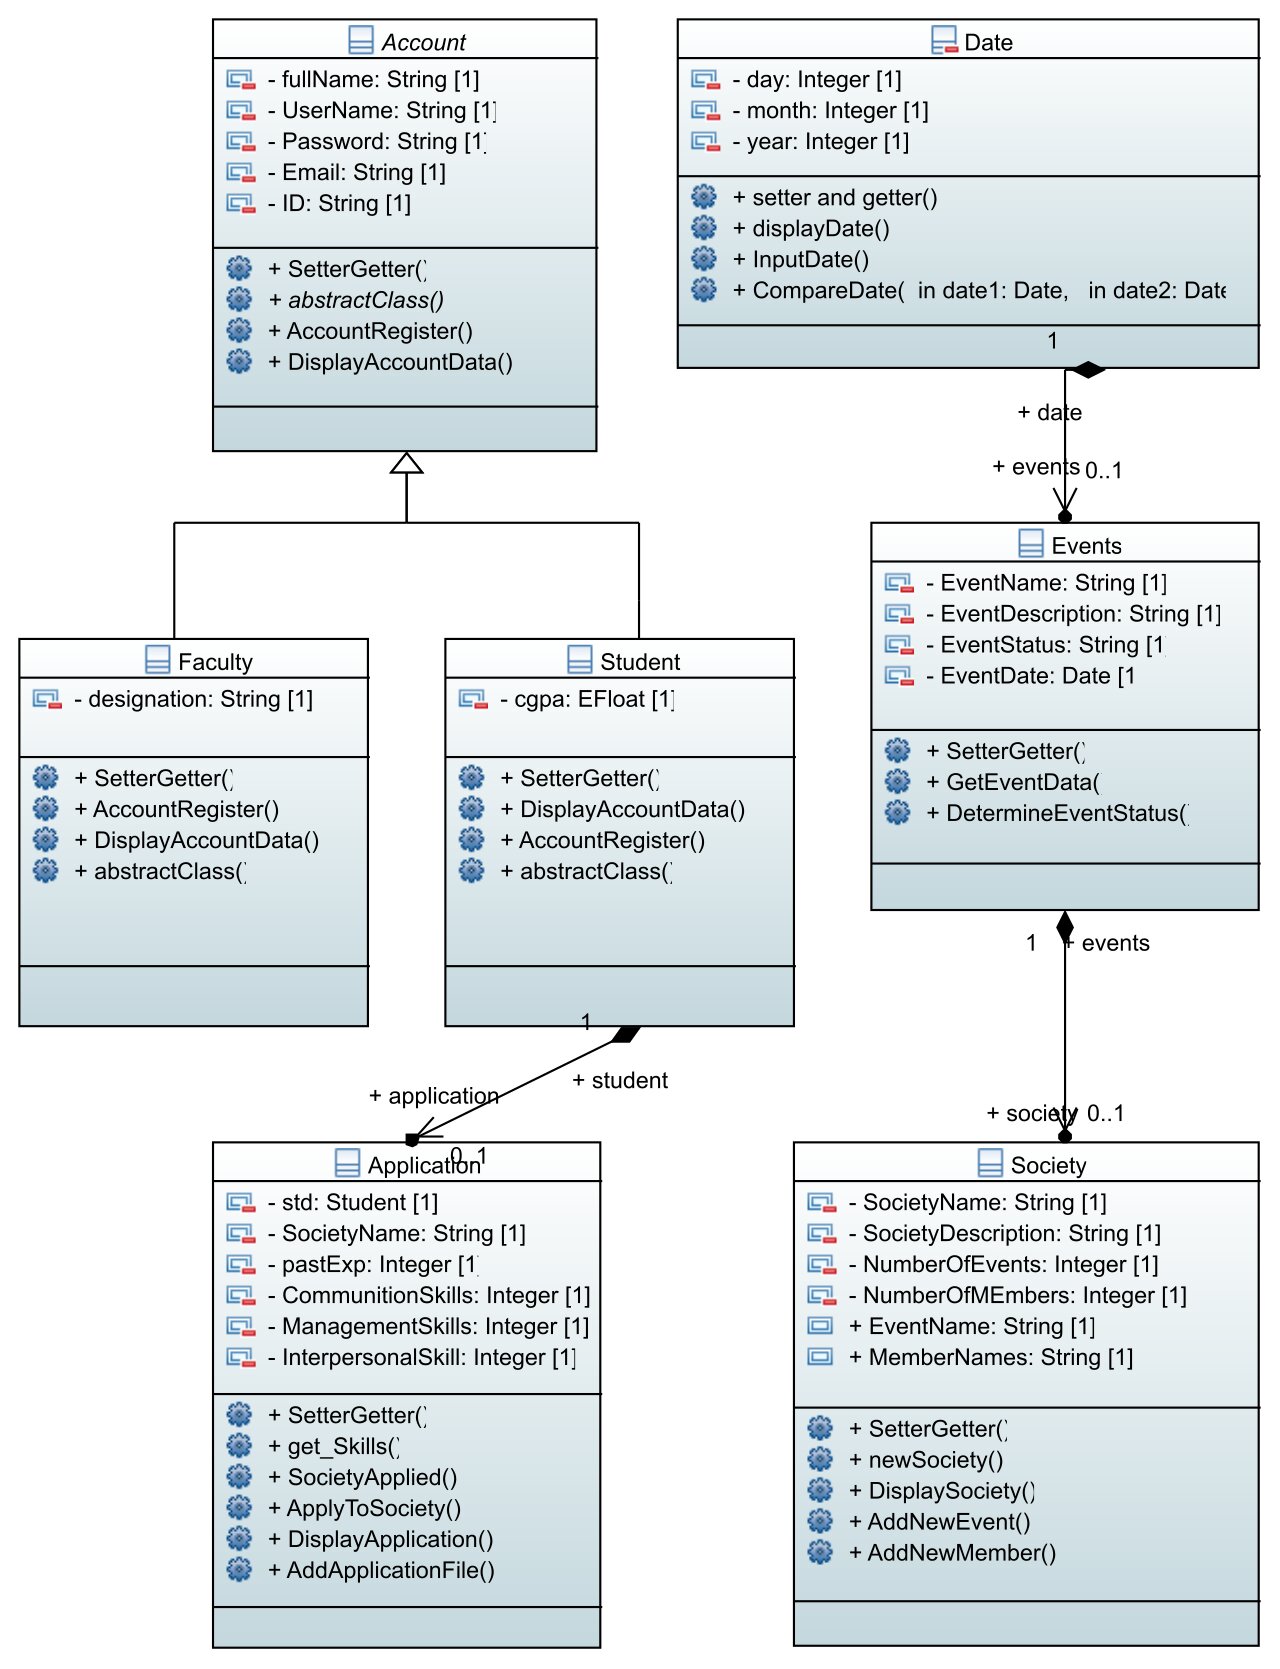 Account
- fullName: String [1]
- UserName: String [1]
- Password: String [1]
- Email: String [1]
- ID: String [1]
+ SetterGetter()
+ abstractClass()
+ AccountRegister()
+ DisplayAccountData()
Date
- day: Integer [1]
- month: Integer [1]
- year: Integer [1]
+ setter and getter()
+ displayDate()
+ InputDate()
+ CompareDate( in date1: Date, in date2: Date
1
+ date
+ events
0..1
Events
- EventName: String [1]
- EventDescription: String [1]
- EventStatus: String [1]
- EventDate: Date [1
+ SetterGetter()
+ GetEventData(
+ DetermineEventStatus(
Faculty
- designation: String [1]
+ SetterGetter()
+ AccountRegister()
+ DisplayAccountData()
+ abstractClass()
Student
- cgpa: EFloat [1]
+ SetterGetter()
+ DisplayAccountData()
+ AccountRegister()
+ abstractClass()
1
+ events
1
+ student
+ application
0..1
+ society
0..1
Application
- std: Student [1]
- SocietyName: String [1]
- pastExp: Integer [1]
- CommunitionSkills: Integer [1]
- ManagementSkills: Integer [1]
- InterpersonalSkill: Integer [1]
+ SetterGetter()
+ get_Skills()
+ SocietyApplied()
+ ApplyToSociety()
+ DisplayApplication()
+ AddApplicationFile()
Society
- SocietyName: String [1]
- SocietyDescription: String [1]
- NumberOfEvents: Integer [1]
- NumberOfMEmbers: Integer [1]
+ EventName: String [1]
+ MemberNames: String [1]
+ SetterGetter()
+ newSociety()
+ DisplaySociety()
+ AddNewEvent()
+ AddNewMember()